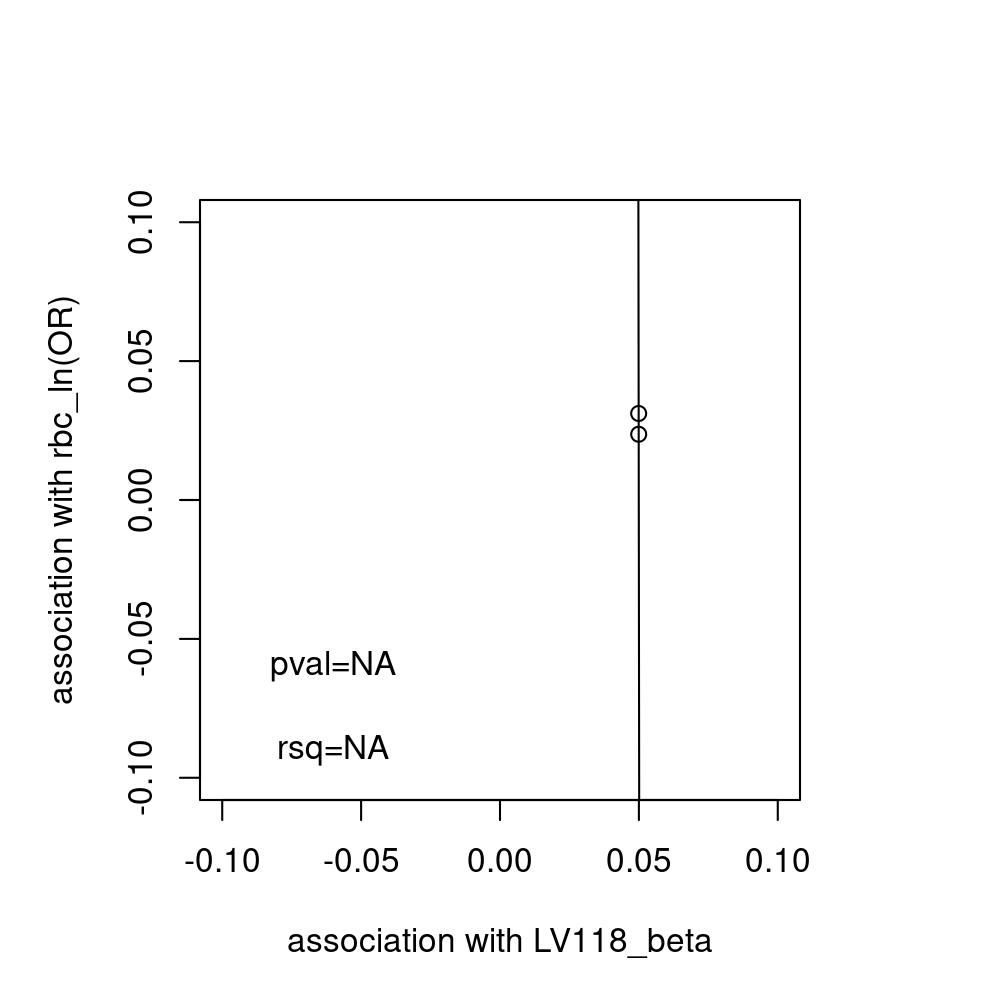 association with rbc_ln(OR)
0.10
0.05
0.00
-0.05
-0.10
pval=NA
rsq=NA
-0.10 -0.05 0.00 0.05 0.10
association with LV118_beta